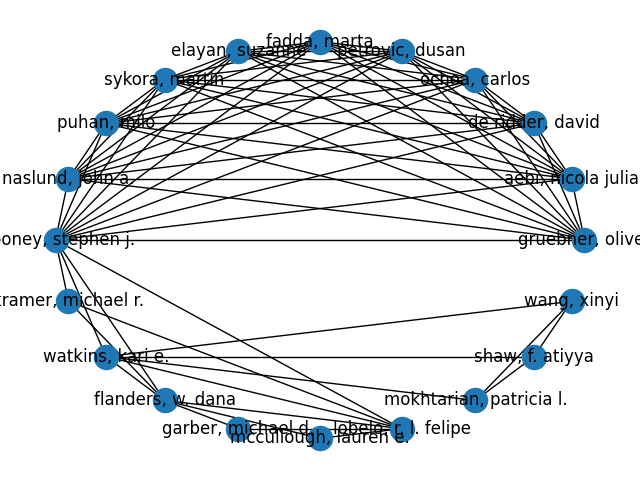 fadda, marta
elayan, suzanne
petrovic, dusan
sykora, martin
ochoa, carlos
puhan, milo
de ridder, david
naslund, john a.
aebi, nicola julia
ooney, stephen j.
gruebner, olive
kramer, michael r.
wang, xinyi
watkins, kari e.
shaw, f. atiyya
flanders, w. dana
mokhtarian, patricia l.
garber, michael d.
lobelo, r. l. felipe
mccullough, lauren e.